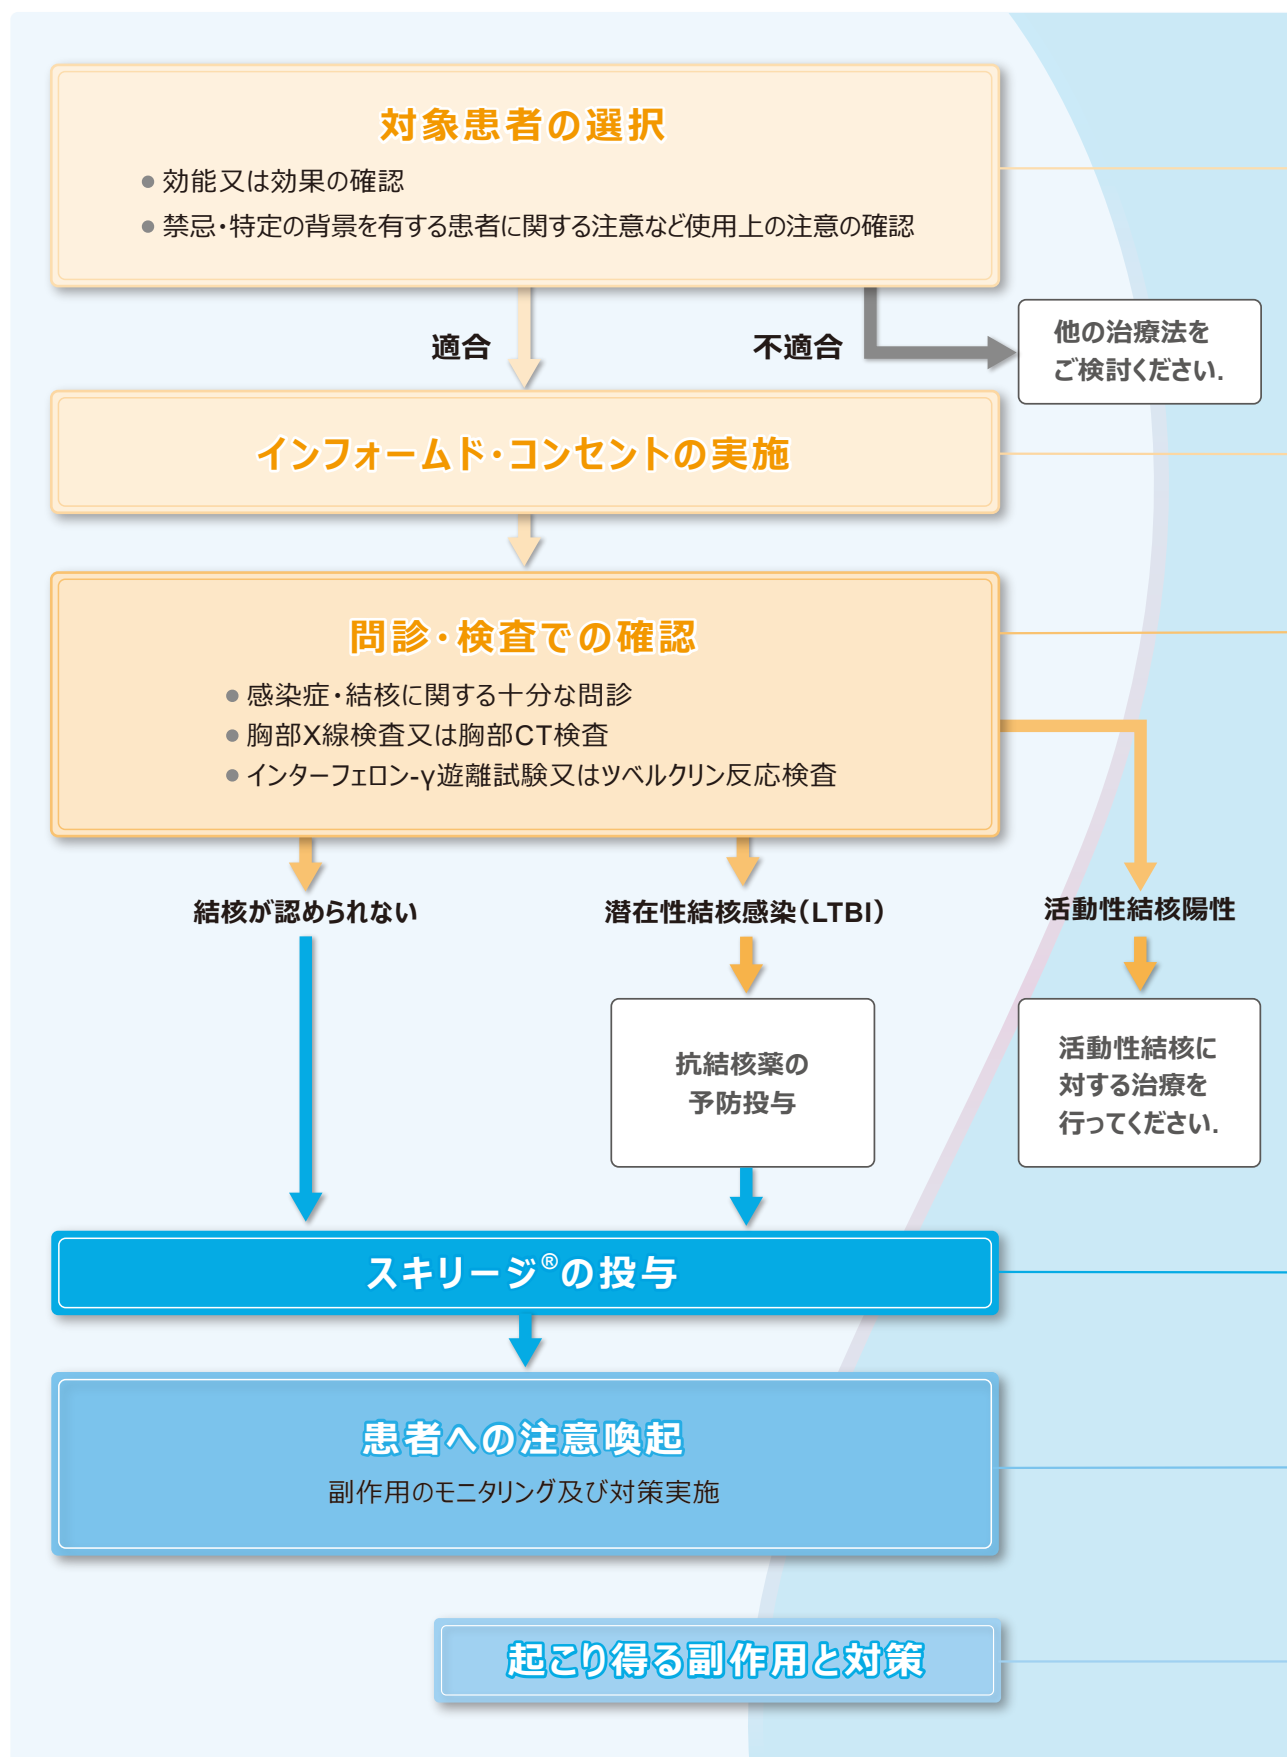 対象患者の選択
● 効能又は効果の確認
● 禁忌・特定の背景を有する患者に関する注意など使用上の注意の確認
適合
不適合
他の治療法を
ご検討ください.
インフォームド・コンセントの実施
問診・検査での確認
● 感染症・結核に関する十分な問診
● 胸部X線検査又は胸部CT検査
● インターフェロン-γ遊離試験又はツベルクリン反応検査
結核が認められない
潜在性結核感染(LTBI)
活動性結核陽性
抗結核薬の
予防投与
活動性結核に
対する治療を
行ってください.
スキリージ®の投与
患者への注意喚起
副作用のモニタリング及び対策実施
起こり得る副作用と対策